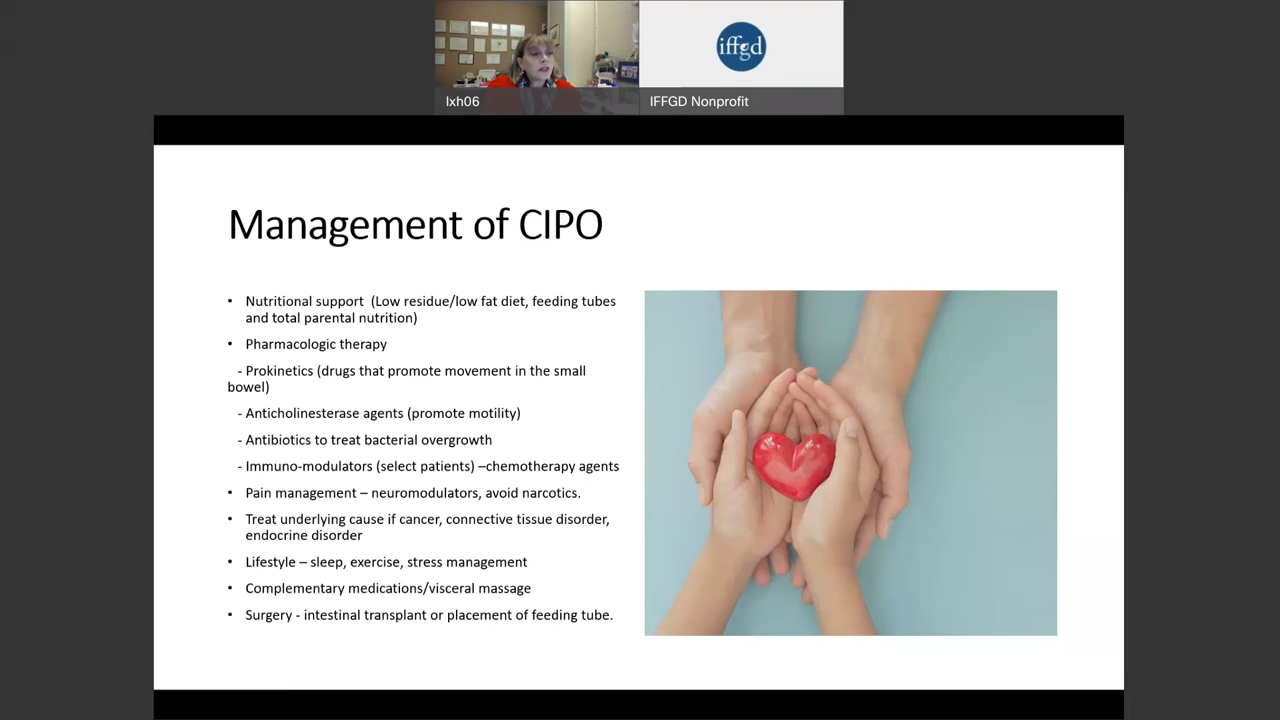 iffgd
lxh06
IFFGD Nonprofit
Management of CIPO
• Nutritional support (Low residue/low fat diet, feeding tubes
and total parental nutrition)
• Pharmacologic therapy
- Prokinetics (drugs that promote movement in the small
bowel)
- Anticholinesterase agents (promote motility)
- Antibiotics to treat bacterial overgrowth
- Immuno-modulators (select patients) –chemotherapy agents
• Pain management – neuromodulators, avoid narcotics.
• Treat underlying cause if cancer, connective tissue disorder,
endocrine disorder
• Lifestyle – sleep, exercise, stress management
• Complementary medications/visceral massage
• Surgery - intestinal transplant or placement of feeding tube.